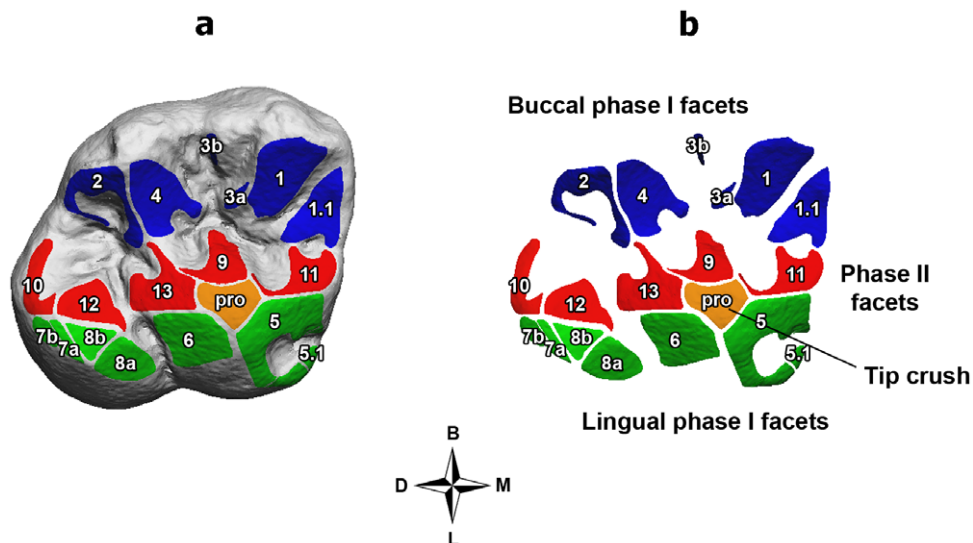 a
b
Buccal phase I facets
3b
2
4
3a
1
1.1
10
12
13
9
11
pro
7b
7a
8b
8a
6
5
5.1
3b
2
4
3a
1
1.1
10
12
13
9
11
pro
7b
7a
8b
8a
6
5
5.1
Phase II
facets
Tip crush
Lingual phase I facets
B
D
M
L